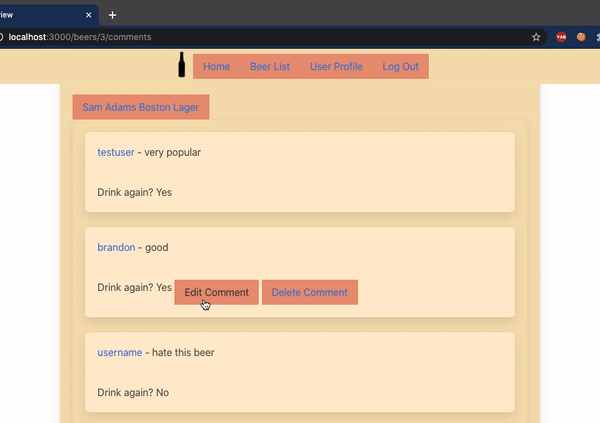 view
localhost:3000/beers/3/comments
Home Beer List User Profile Log Out
Sam Adams Boston Lager
testuser - very popular
Drink again? Yes
brandon - good
Drink again? Yes Edit Comment Delete Comment
username - hate this beer
Drink again? No